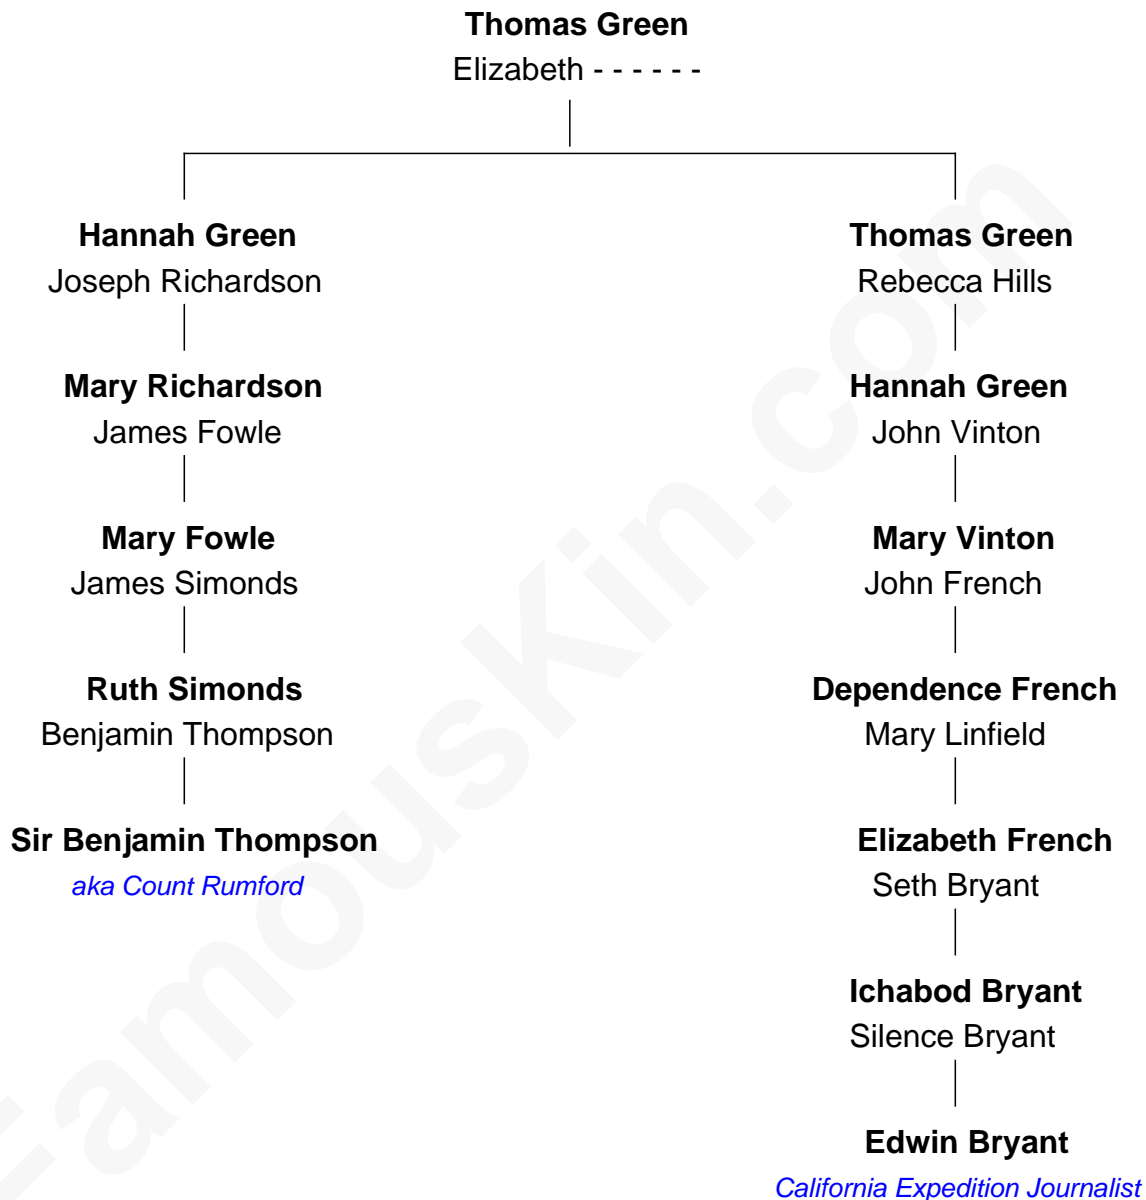 Thomas Green
Elizabeth - - - - - -
Hannah Green
Joseph Richardson
Mary Richardson
James Fowle
Mary Fowle
James Simonds
Ruth Simonds
Benjamin Thompson
Sir Benjamin Thompson
aka Count Rumford
Thomas Green
Rebecca Hills
Hannah Green
John Vinton
Mary Vinton
John French
Dependence French
Mary Linfield
Elizabeth French
Seth Bryant
Ichabod Bryant
Silence Bryant
Edwin Bryant
California Expedition Journalist
FamousKin.com